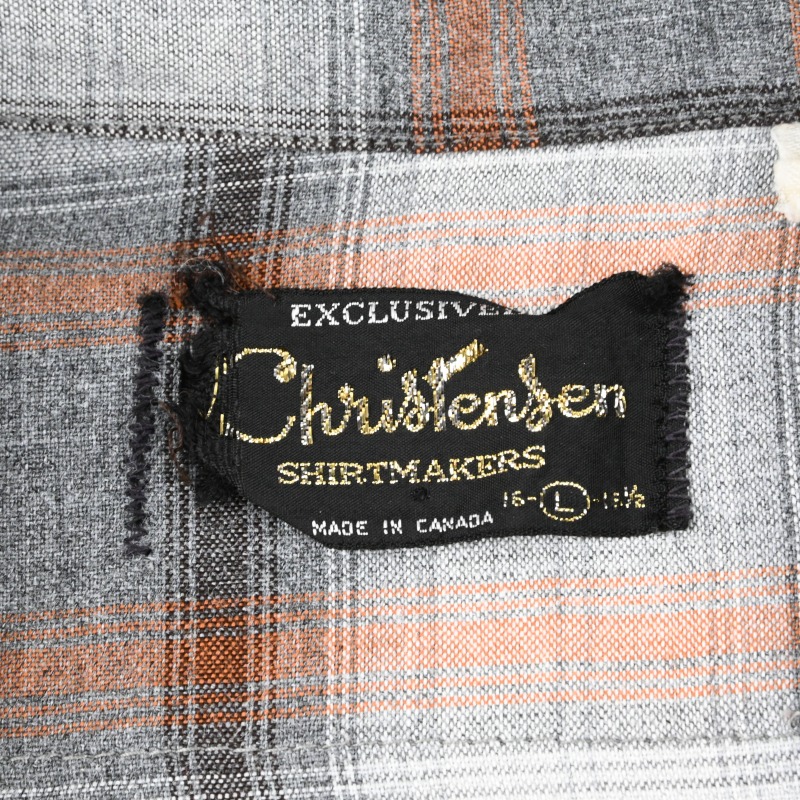 EXCLUSIVE
Christensen
SHIRTMAKERS
16-(L)-16½
MADE IN CANADA